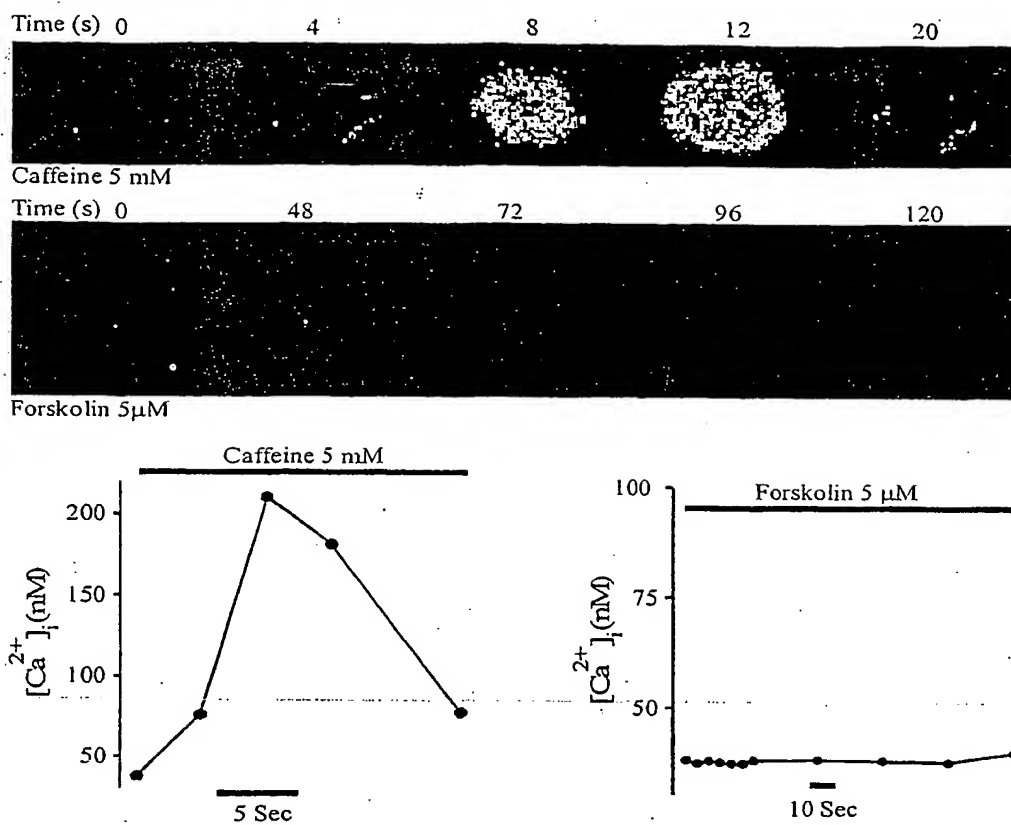 Time (s) 0 4 8 12 20
Caffeine 5 mM
Time (s) 0 48 72 96 120
Forskolin 5μM
Caffeine 5 mM
200
150
100
50
[Ca2+]i(nM)
5 Sec
Forskolin 5 μM
100
75
50
[Ca2+]i(nM)
10 Sec